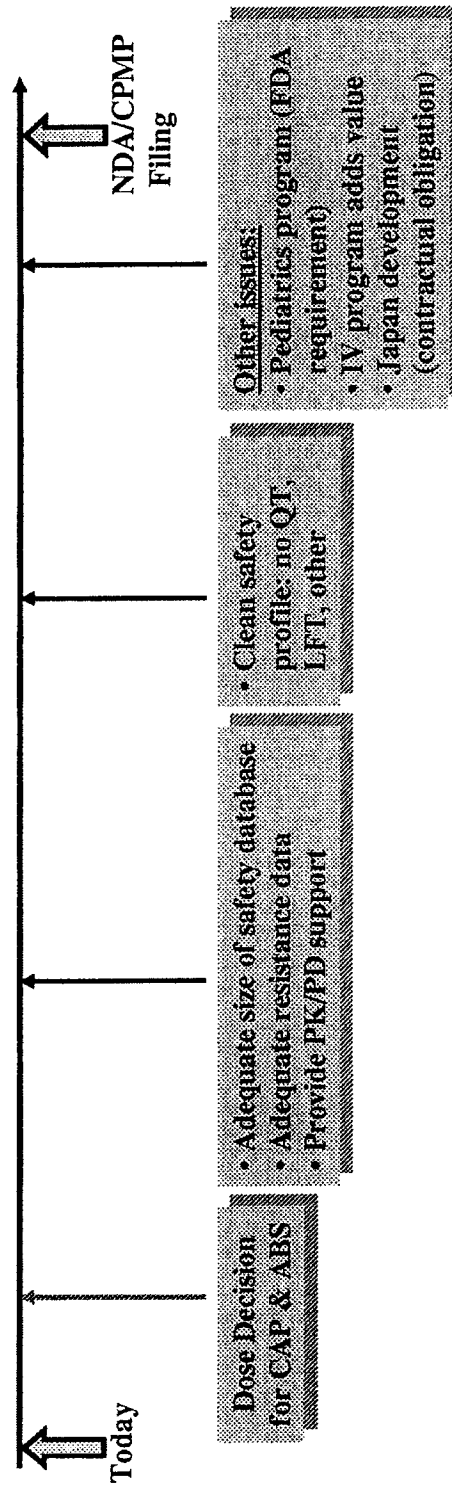 Today
NDA/CPMP
Filing
Dose Decision
for CAP & ABS
• Adequate size of safety database
• Adequate resistance data
• Provide PK/PD support
• Clean safety
profile: no QT,
LFT, other
Other issues:
• Pediatrics program (FDA
requirement)
• IV program adds value
• Japan development
(contractual obligation)